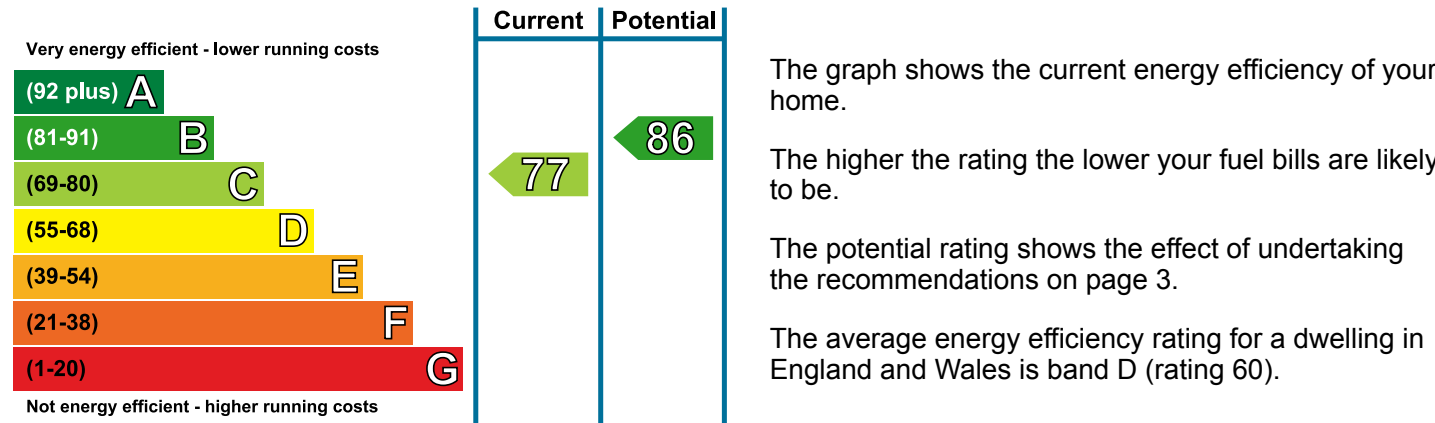 Current Potential
Very energy efficient - lower running costs
(92 plus) A
(81-91) B
(69-80) C
(55-68) D
(39-54) E
(21-38) F
(1-20) G
Not energy efficient - higher running costs
77
86
The graph shows the current energy efficiency of your
home.
The higher the rating the lower your fuel bills are likely
to be.
The potential rating shows the effect of undertaking
the recommendations on page 3.
The average energy efficiency rating for a dwelling in
England and Wales is band D (rating 60).